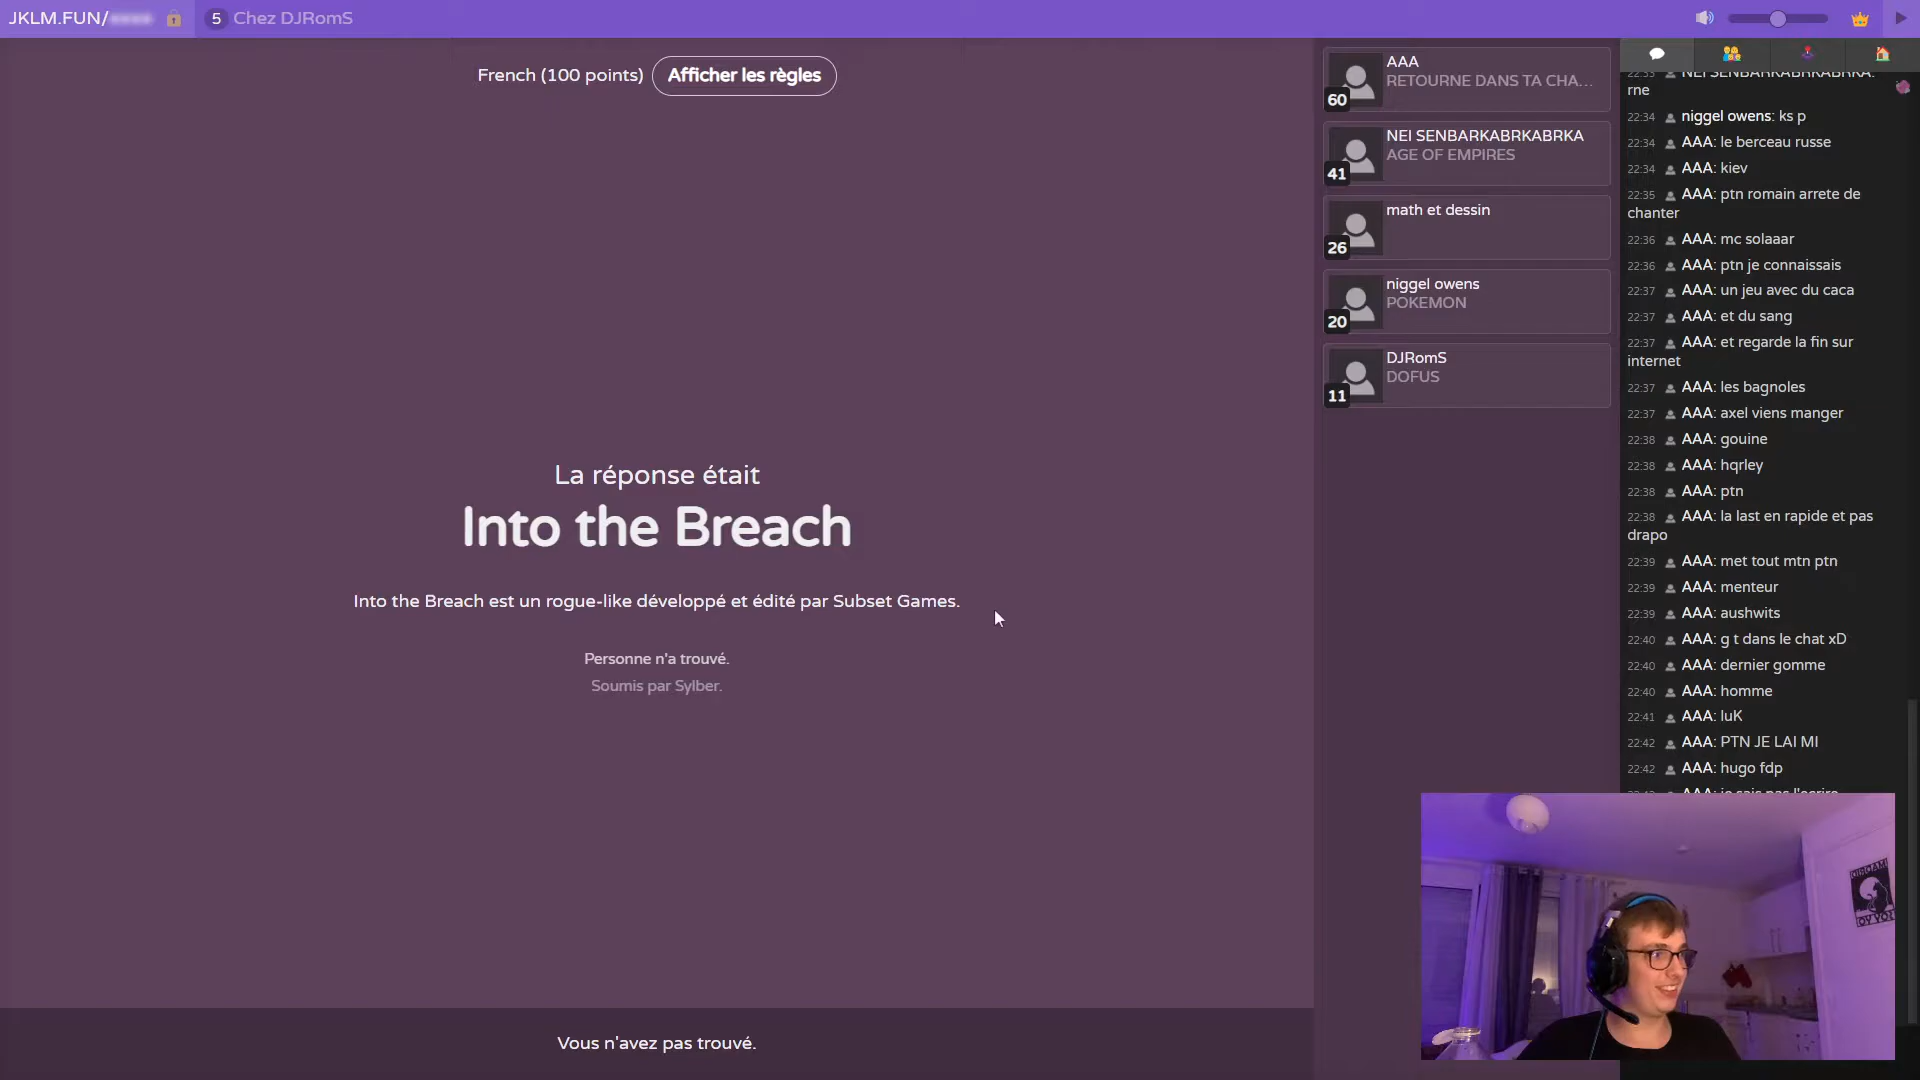 JKLM.FUN/
5 Chez DJRomS
French (100 points) Afficher les règles
La réponse était
Into the Breach
Into the Breach est un rogue-like développé et édité par Subset Games.
Personne n'a trouvé.
Soumis par Sylber.
Vous n'avez pas trouvé.
AAA
RETOURNE DANS TA CHA...
60
NEI SENBARKABRKABRKA
AGE OF EMPIRES
41
math et dessin
26
niggel owens
POKEMON
20
DJRomS
DOFUS
11
22:33 NEI SENBARKABRKABRKA:
rne
22:34 niggel owens: ks p
22:34 AAA: le berceau russe
22:34 AAA: kiev
22:35 AAA: ptn romain arrete de
chanter
22:36 AAA: mc solaaar
22:36 AAA: ptn je connaissais
22:37 AAA: un jeu avec du caca
22:37 AAA: et du sang
22:37 AAA: et regarde la fin sur
internet
22:37 AAA: les bagnoles
22:37 AAA: axel viens manger
22:38 AAA: gouine
22:38 AAA: hqrley
22:38 AAA: ptn
22:38 AAA: la last en rapide et pas
drapo
22:39 AAA: met tout mtn ptn
22:39 AAA: menteur
22:39 AAA: aushwits
22:40 AAA: g t dans le chat xD
22:40 AAA: dernier gomme
22:40 AAA: homme
22:41 AAA: luK
22:42 AAA: PTN JE LAI MI
22:42 AAA: hugo fdp
AAA: je sais pas l'ecrire